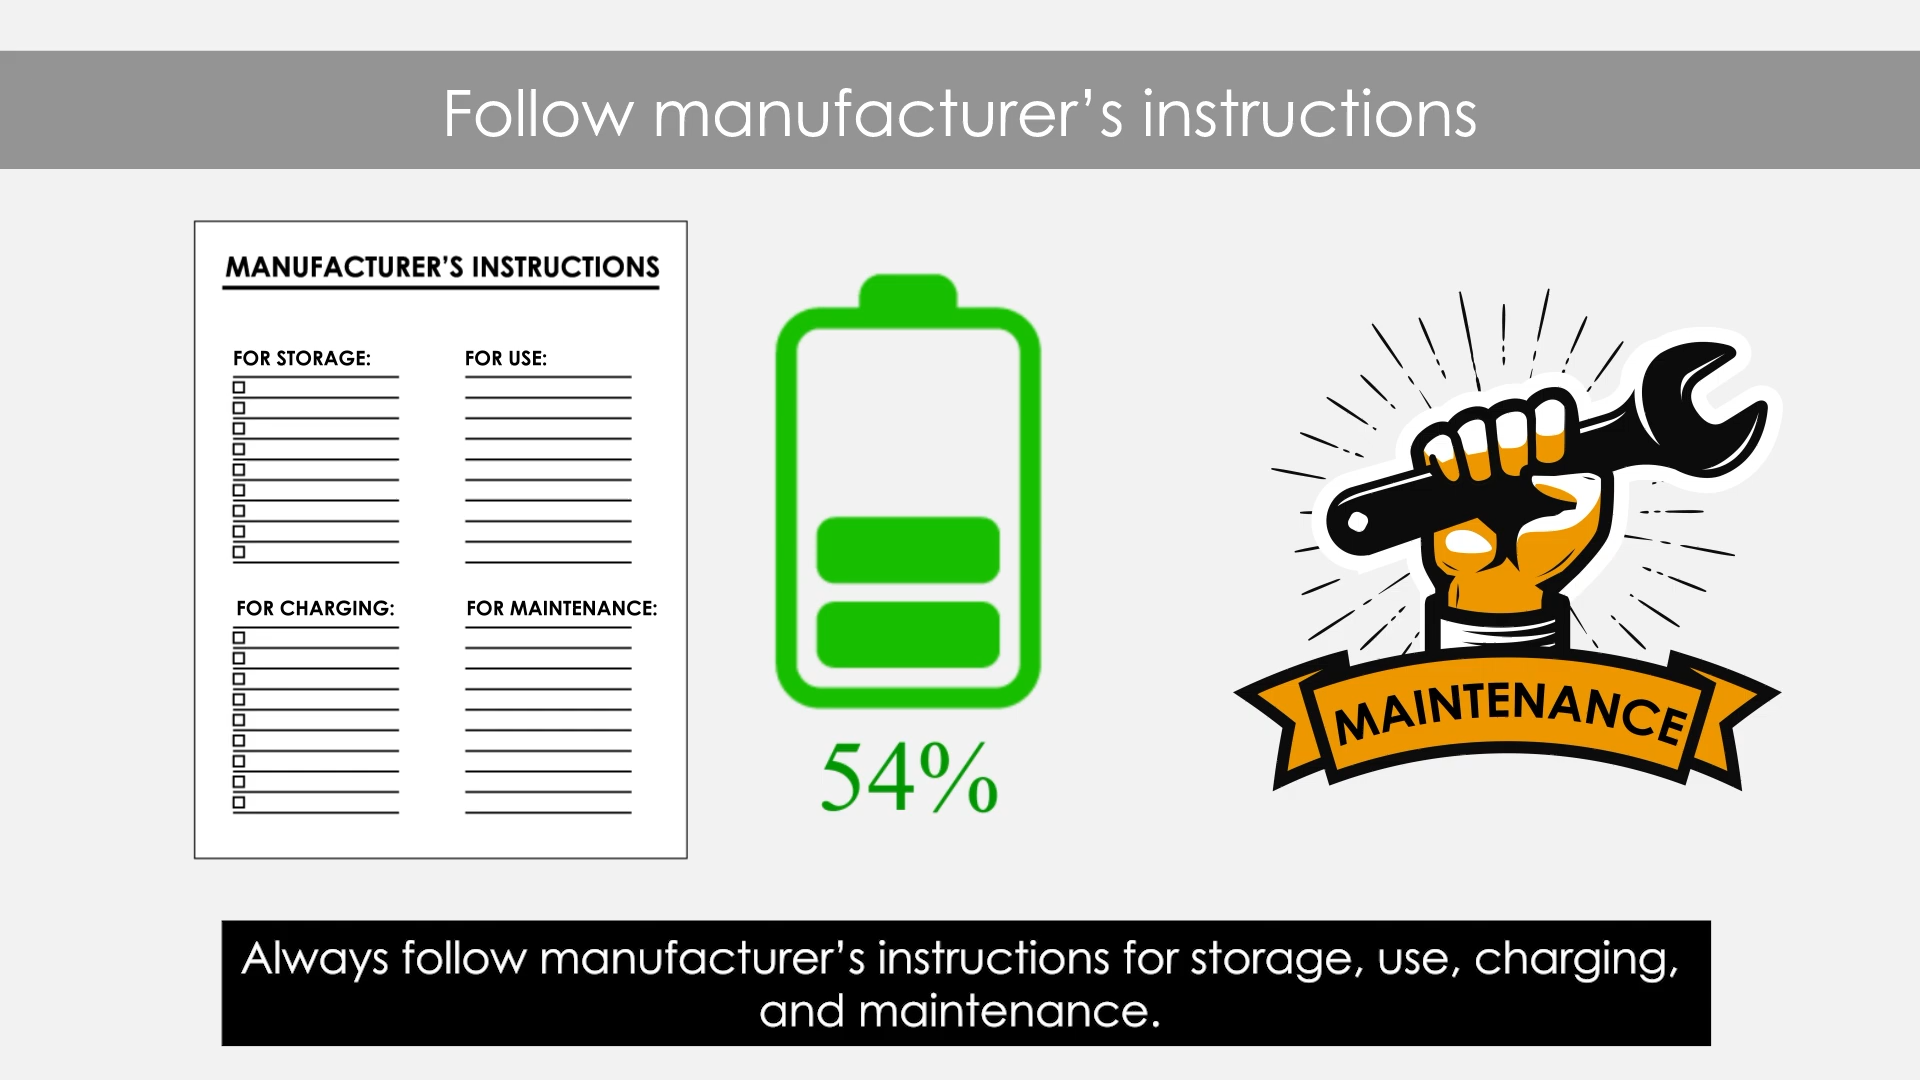 Follow manufacturer’s instructions
MANUFACTURER’S INSTRUCTIONS
FOR STORAGE:
FOR USE:
FOR CHARGING:
FOR MAINTENANCE:
54%
MAINTENANCE
Always follow manufacturer’s instructions for storage, use, charging,
and maintenance.